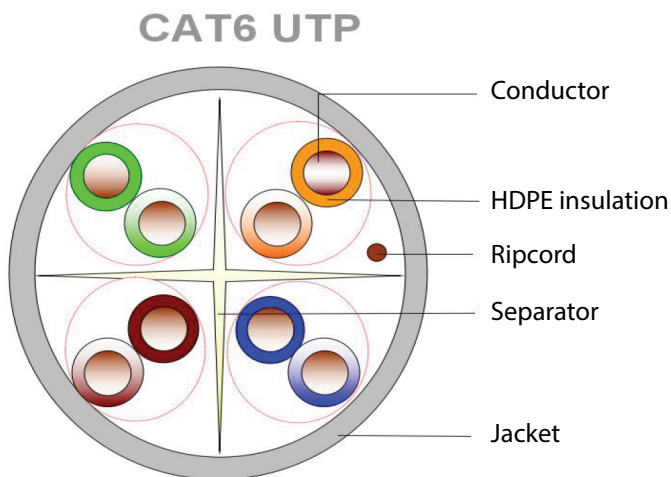 CAT6 UTP
Conductor
HDPE insulation
Ripcord
Separator
Jacket